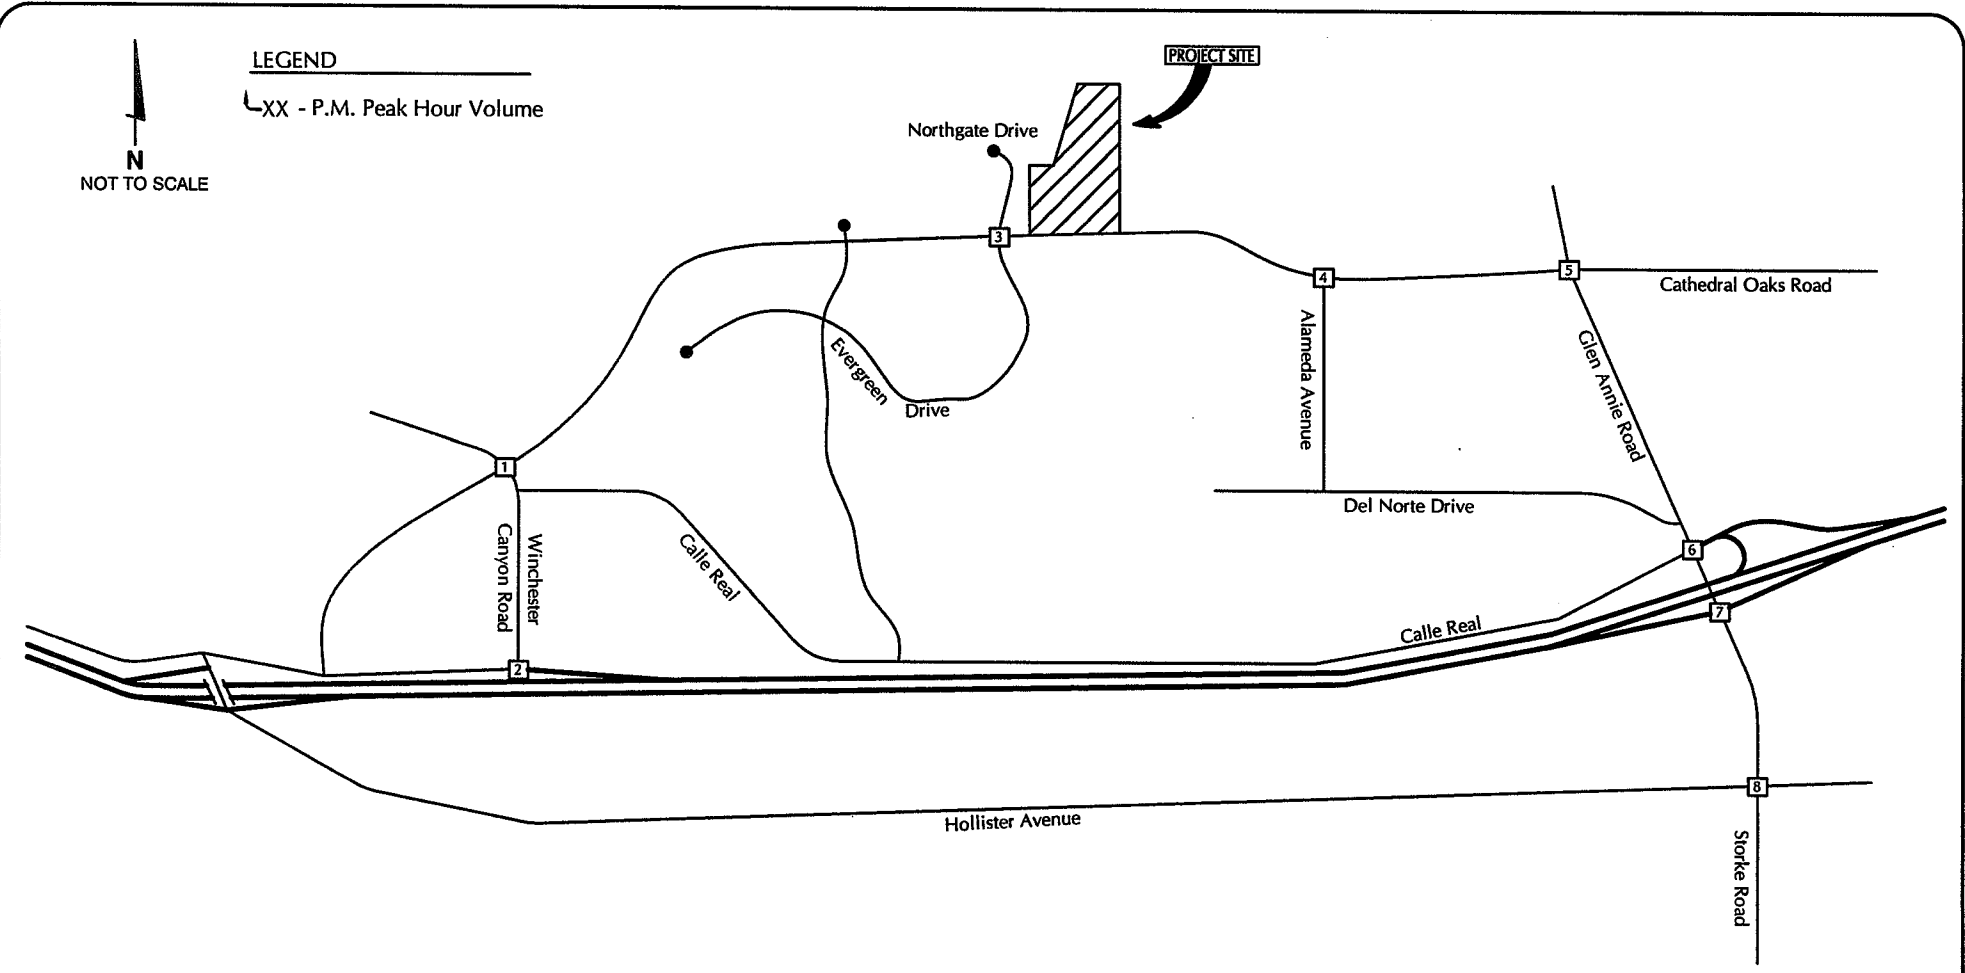 PROJECT SITE
LEGEND
XX - P.M. Peak Hour Volume
N
NOT TO SCALE
Northgate Drive
3
4
5
Cathedral Oaks Road
Alameda Avenue
Glen Annie Road
Evergreen
Drive
1
Del Norte Drive
Winchester
Canyon Road
Calle Real
6
7
Calle Real
2
8
Hollister Avenue
Storke Road